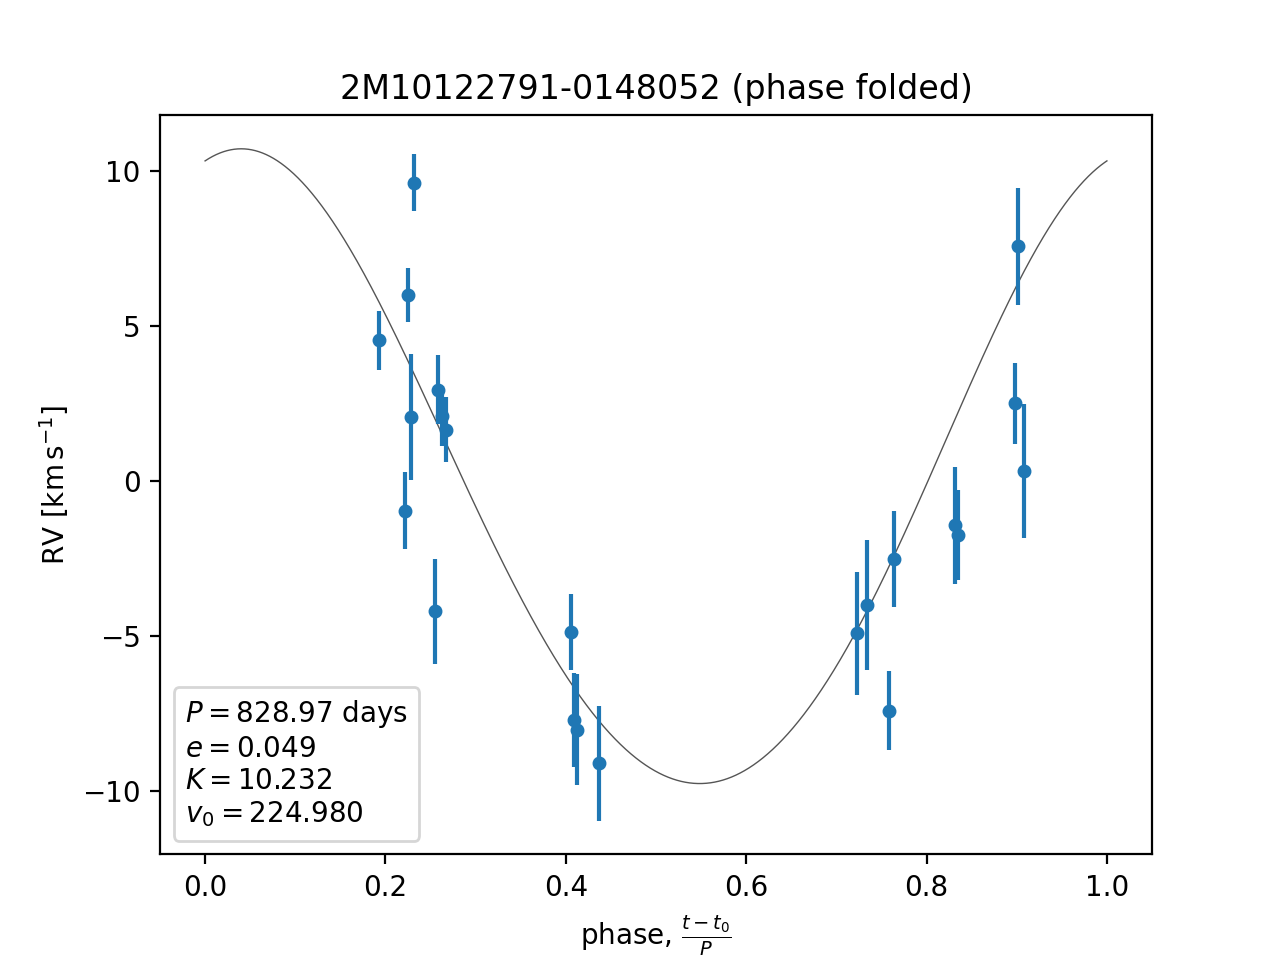 2M10122791-0148052 (phase folded)
10
5
0
−5
−10
RV [km s⁻¹]
P = 828.97 days
e = 0.049
K = 10.232
v₀ = 224.980
0.0 0.2 0.4 0.6 0.8 1.0
phase, (t − t₀)/P